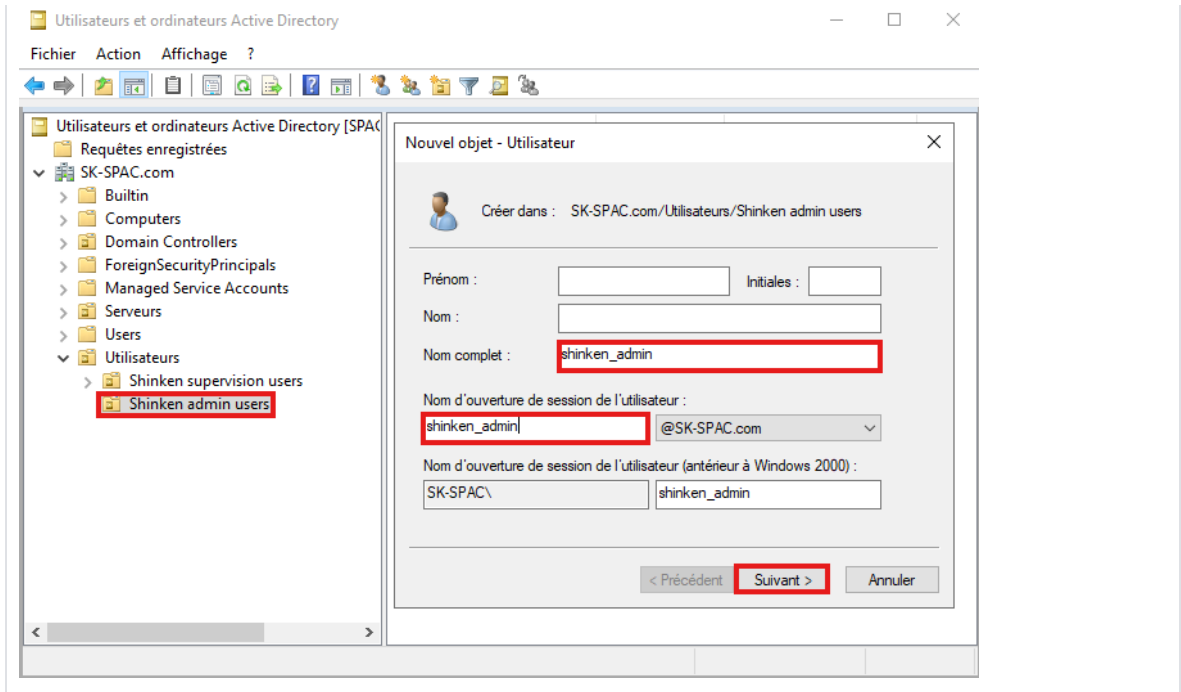 Utilisateurs et ordinateurs Active Directory
Fichier Action Affichage ?
Utilisateurs et ordinateurs Active Directory [SPAC
Requêtes enregistrées
SK-SPAC.com
Builtin
Computers
Domain Controllers
ForeignSecurityPrincipals
Managed Service Accounts
Serveurs
Users
Utilisateurs
Shinken supervision users
Shinken admin users
Nouvel objet - Utilisateur
Créer dans : SK-SPAC.com/Utilisateurs/Shinken admin users
Prénom : Initiales :
Nom :
Nom complet : shinken_admin
Nom d'ouverture de session de l'utilisateur :
shinken_admin @SK-SPAC.com
Nom d'ouverture de session de l'utilisateur (antérieur à Windows 2000) :
SK-SPAC\ shinken_admin
< Précédent Suivant > Annuler